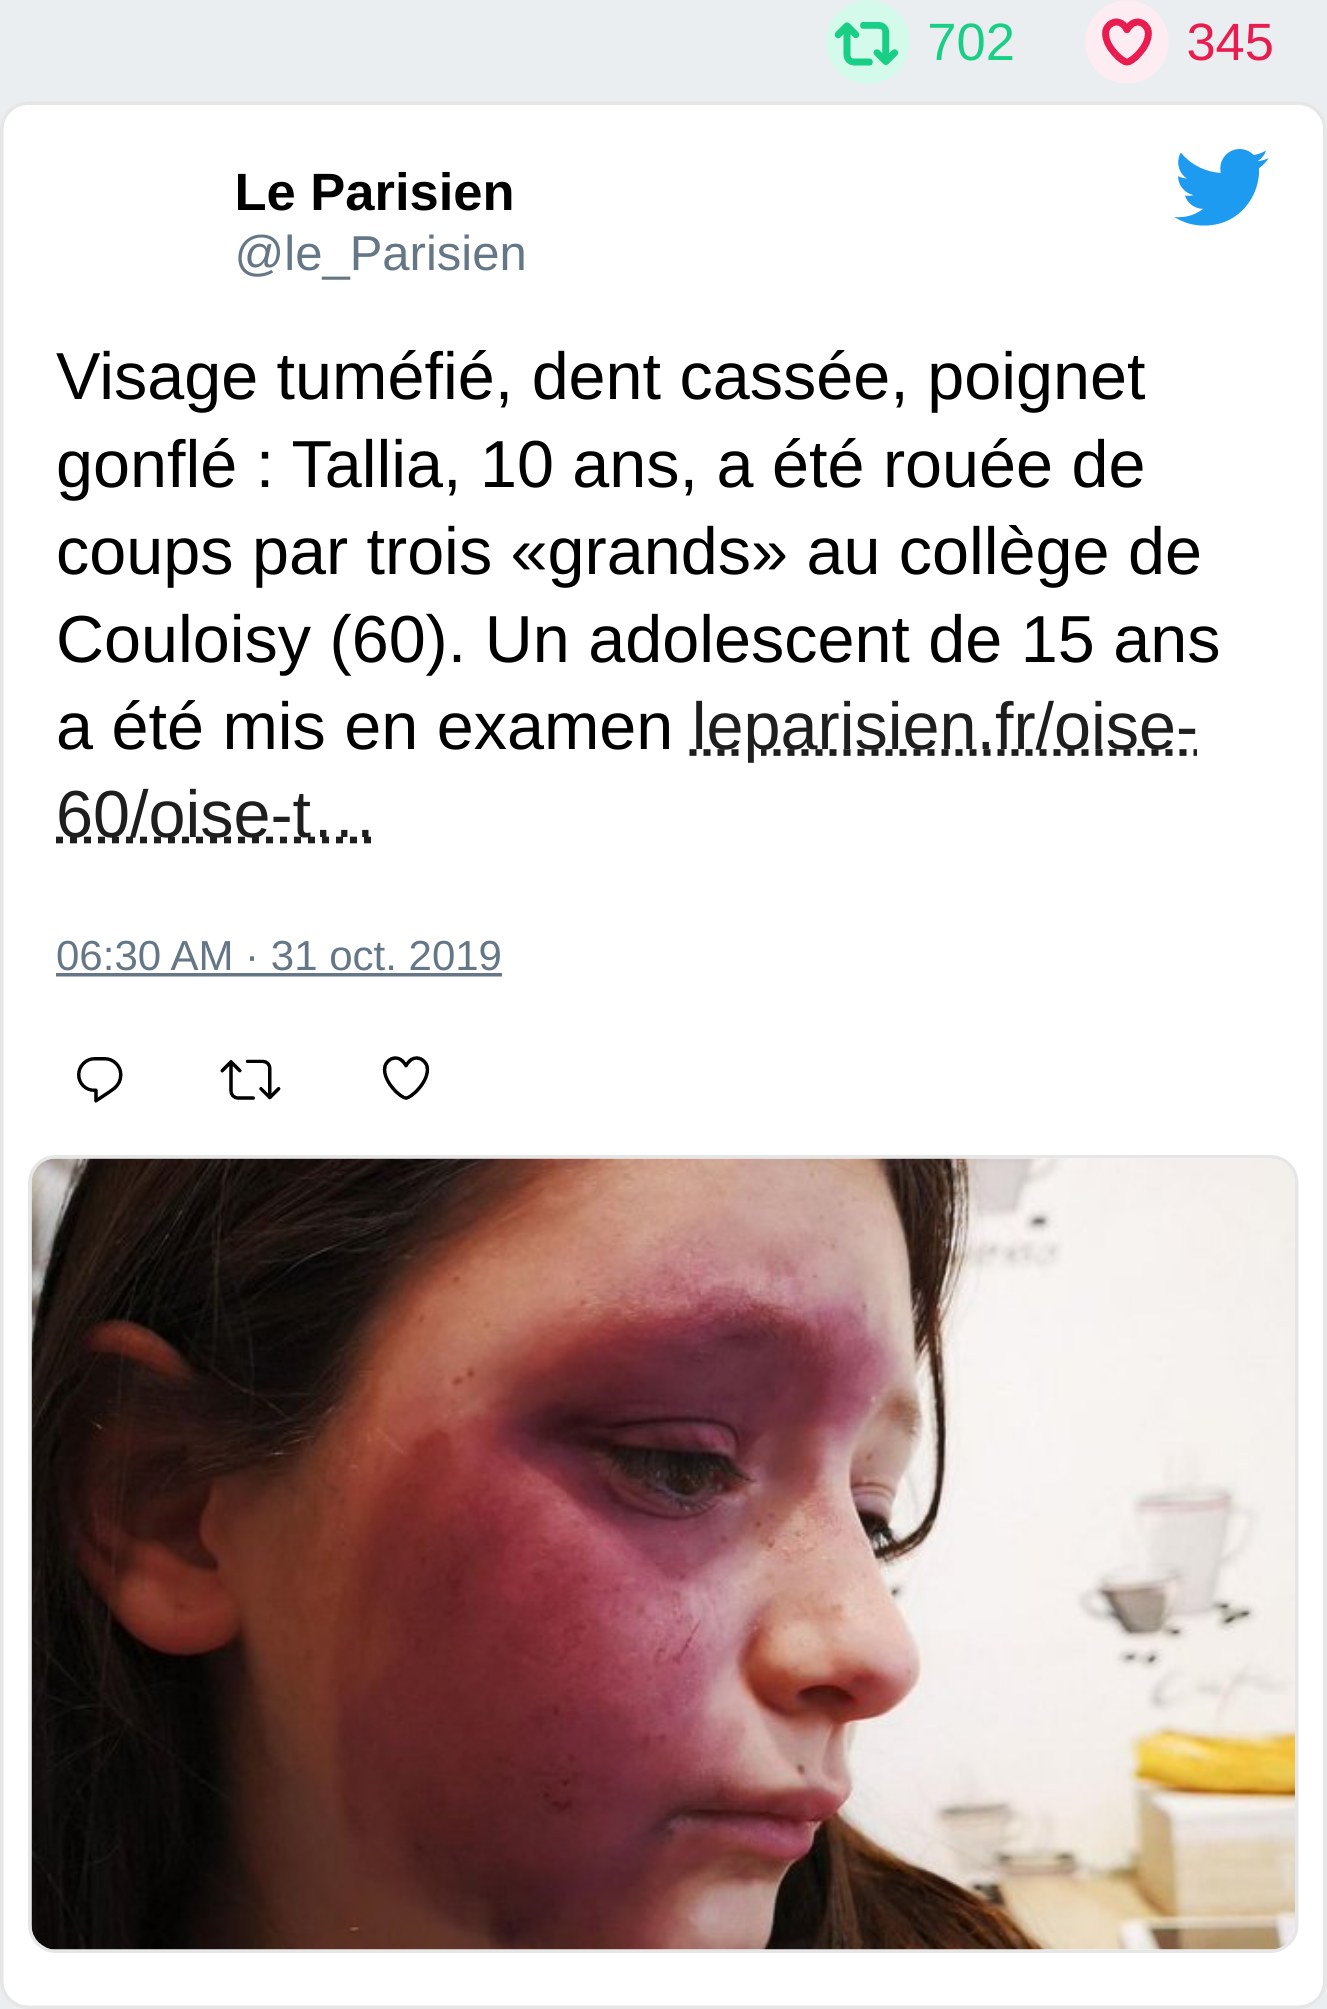 702 345
Le Parisien
@le_Parisien
Visage tuméfié, dent cassée, poignet
gonflé : Tallia, 10 ans, a été rouée de
coups par trois «grands» au collège de
Couloisy (60). Un adolescent de 15 ans
a été mis en examen leparisien.fr/oise-
60/oise-t…
06:30 AM · 31 oct. 2019